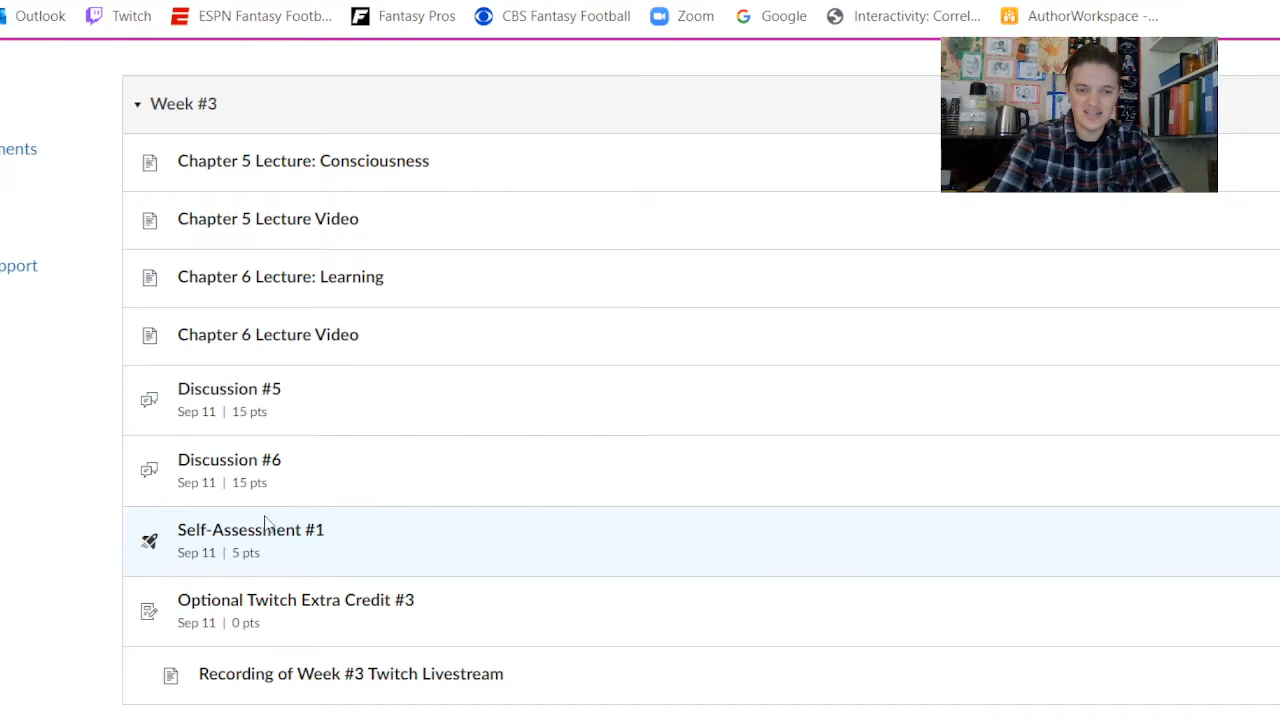 Outlook Twitch ESPN Fantasy Footb... Fantasy Pros CBS Fantasy Football Zoom Google Interactivity: Correl... AuthorWorkspace -...
Week #3
ments
Chapter 5 Lecture: Consciousness
Chapter 5 Lecture Video
pport
Chapter 6 Lecture: Learning
Chapter 6 Lecture Video
Discussion #5
Sep 11 | 15 pts
Discussion #6
Sep 11 | 15 pts
Self-Assessment #1
Sep 11 | 5 pts
Optional Twitch Extra Credit #3
Sep 11 | 0 pts
Recording of Week #3 Twitch Livestream